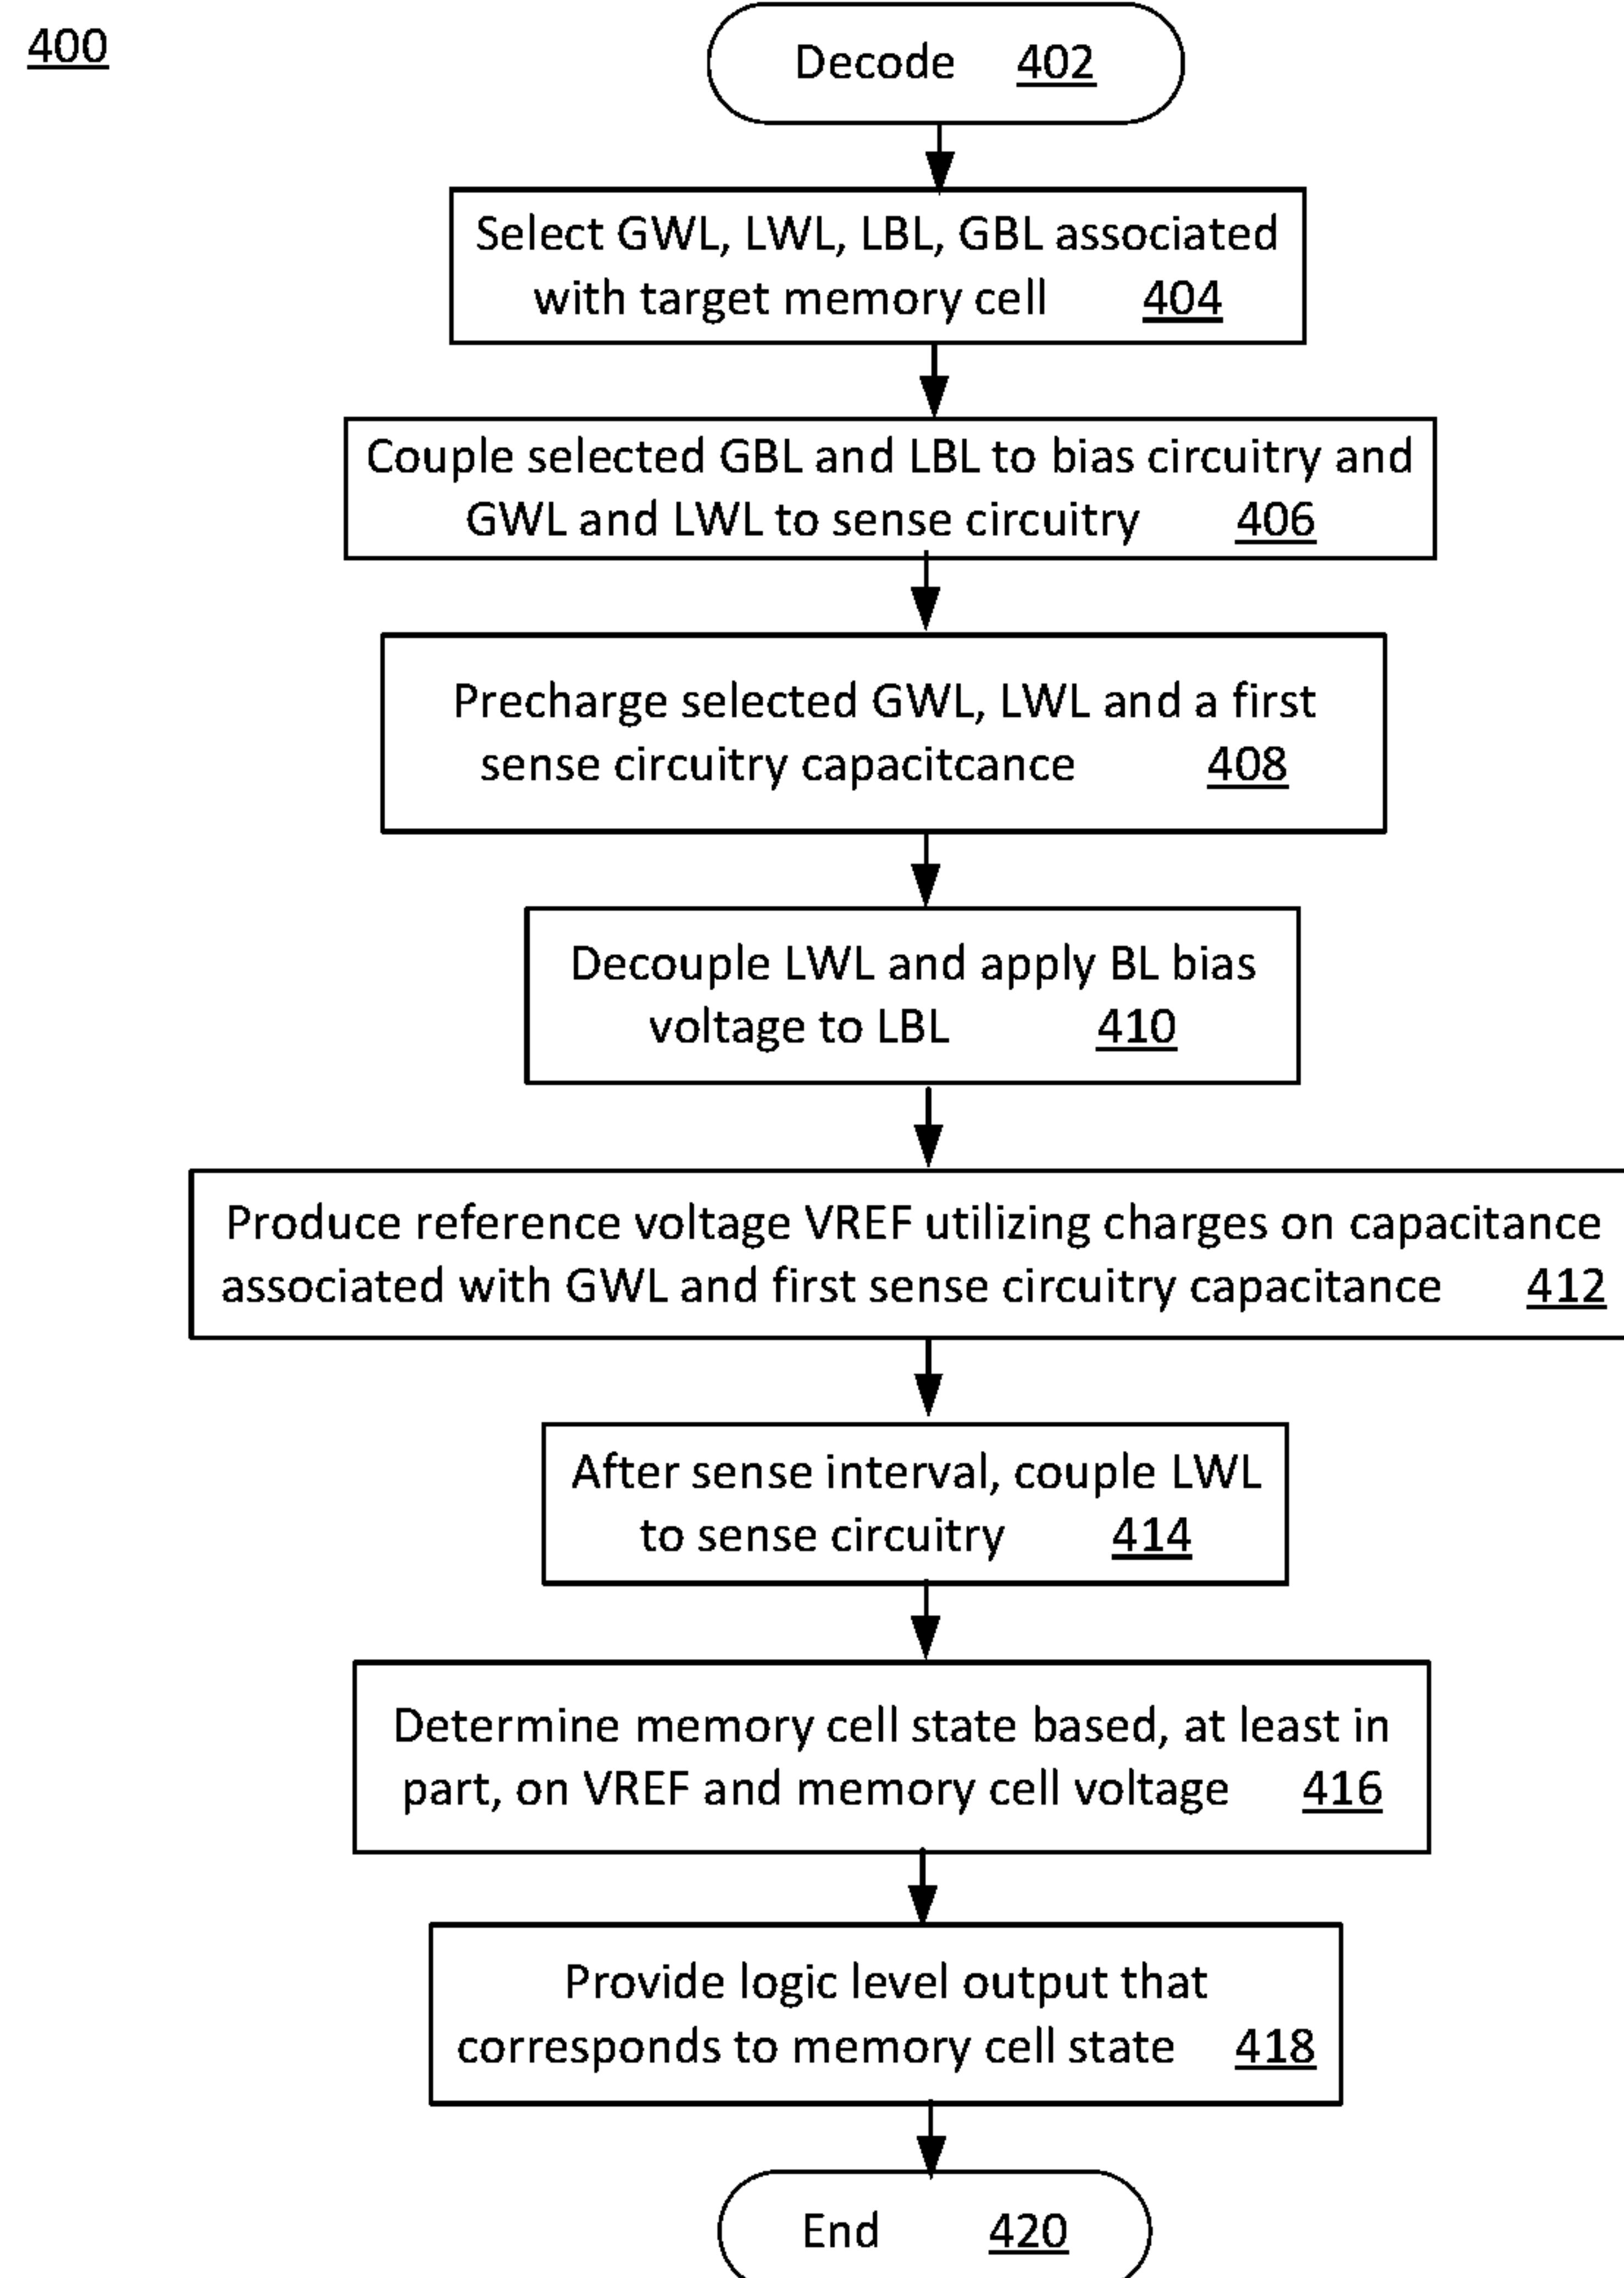 400
Decode 402
Select GWL, LWL, LBL, GBL associated
with target memory cell 404
Couple selected GBL and LBL to bias circuitry and
GWL and LWL to sense circuitry 406
Precharge selected GWL, LWL and a first
sense circuitry capacitcance 408
Decouple LWL and apply BL bias
voltage to LBL 410
Produce reference voltage VREF utilizing charges on capacitance
associated with GWL and first sense circuitry capacitance 412
After sense interval, couple LWL
to sense circuitry 414
Determine memory cell state based, at least in
part, on VREF and memory cell voltage 416
Provide logic level output that
corresponds to memory cell state 418
End 420